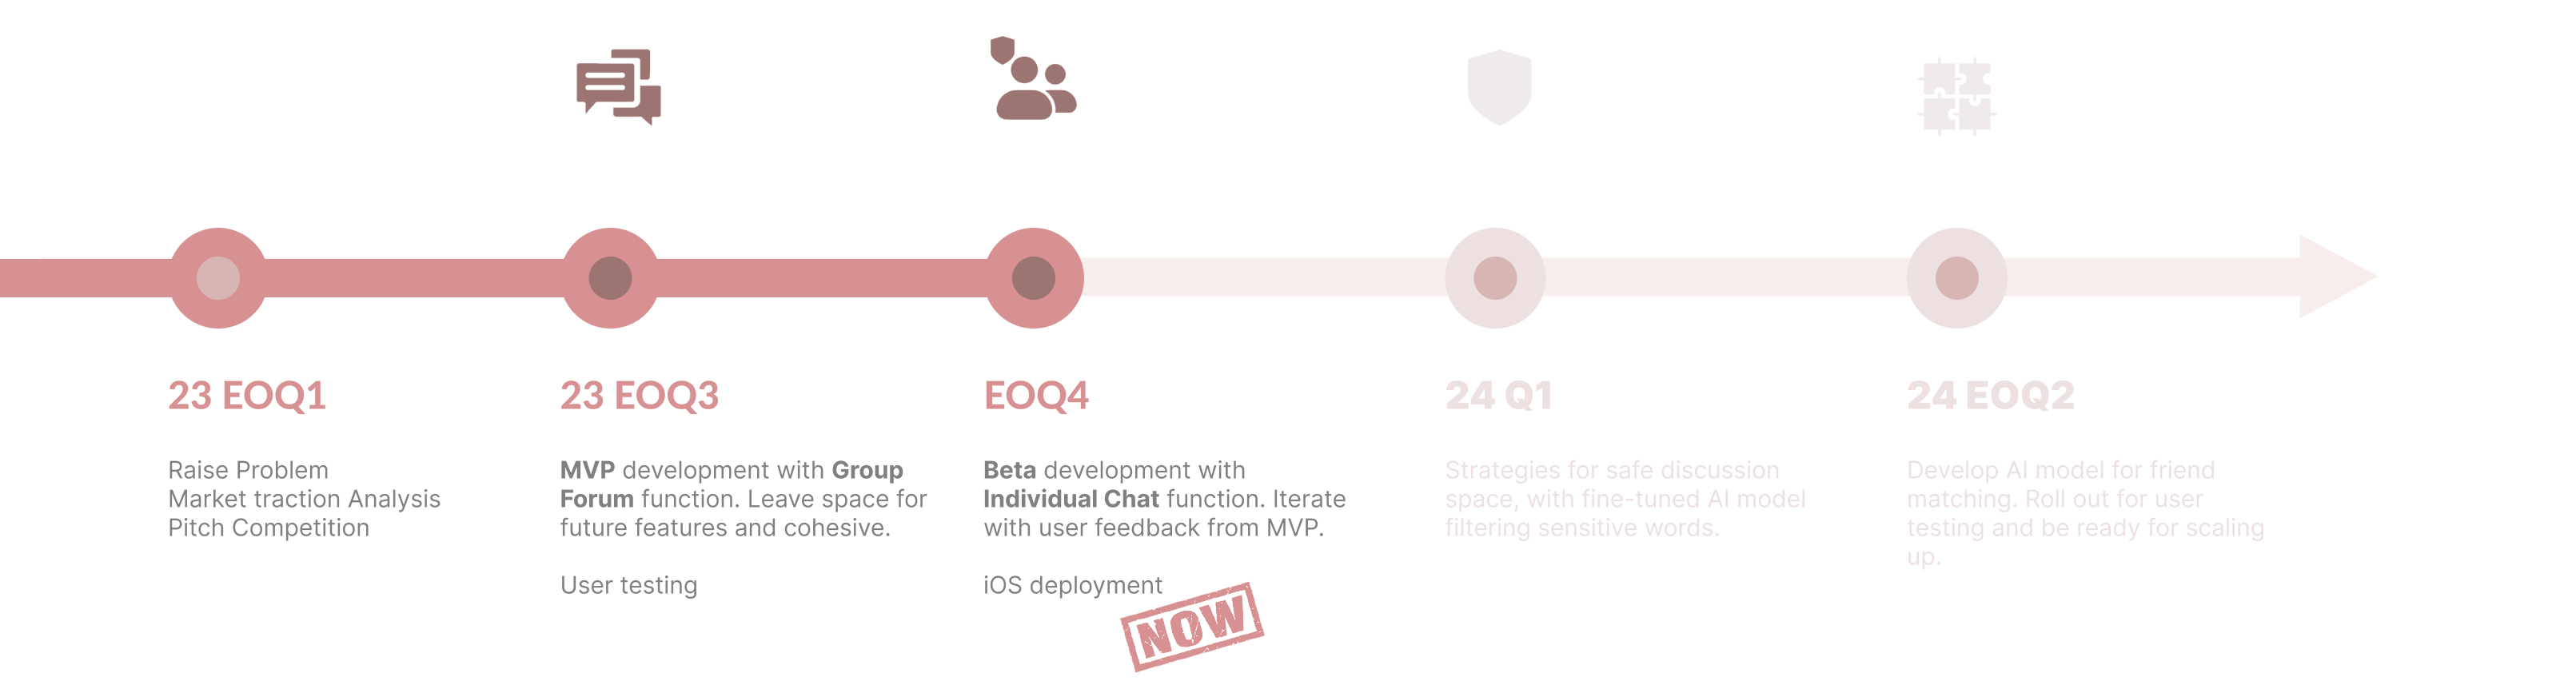 23 EOQ1
Raise Problem
Market traction Analysis
Pitch Competition
23 EOQ3
MVP development with Group
Forum function. Leave space for
future features and cohesive.
User testing
EOQ4
Beta development with
Individual Chat function. Iterate
with user feedback from MVP.
iOS deployment
NOW
24 Q1
Strategies for safe discussion
space, with fine-tuned AI model
filtering sensitive words.
24 EOQ2
Develop AI model for friend
matching. Roll out for user
testing and be ready for scaling
up.